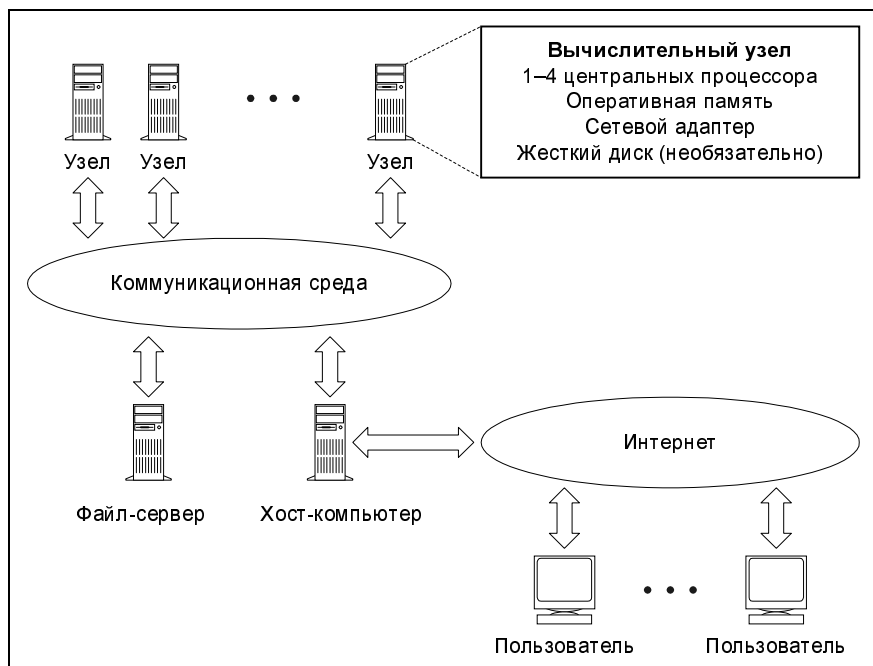 Вычислительный узел
1–4 центральных процессора
Оперативная память
Сетевой адаптер
Жесткий диск (необязательно)
Узел
Узел
Узел
Коммуникационная среда
Интернет
Файл-сервер
Хост-компьютер
Пользователь
Пользователь